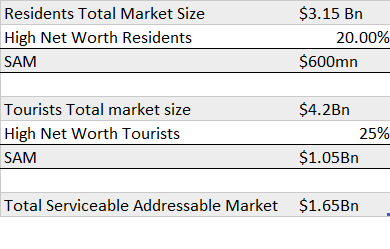 Residents Total Market Size $3.15 Bn
High Net Worth Residents 20.00%
SAM $600mn
Tourists Total market size $4.2Bn
High Net Worth Tourists 25%
SAM $1.05Bn
Total Serviceable Addressable Market $1.65Bn